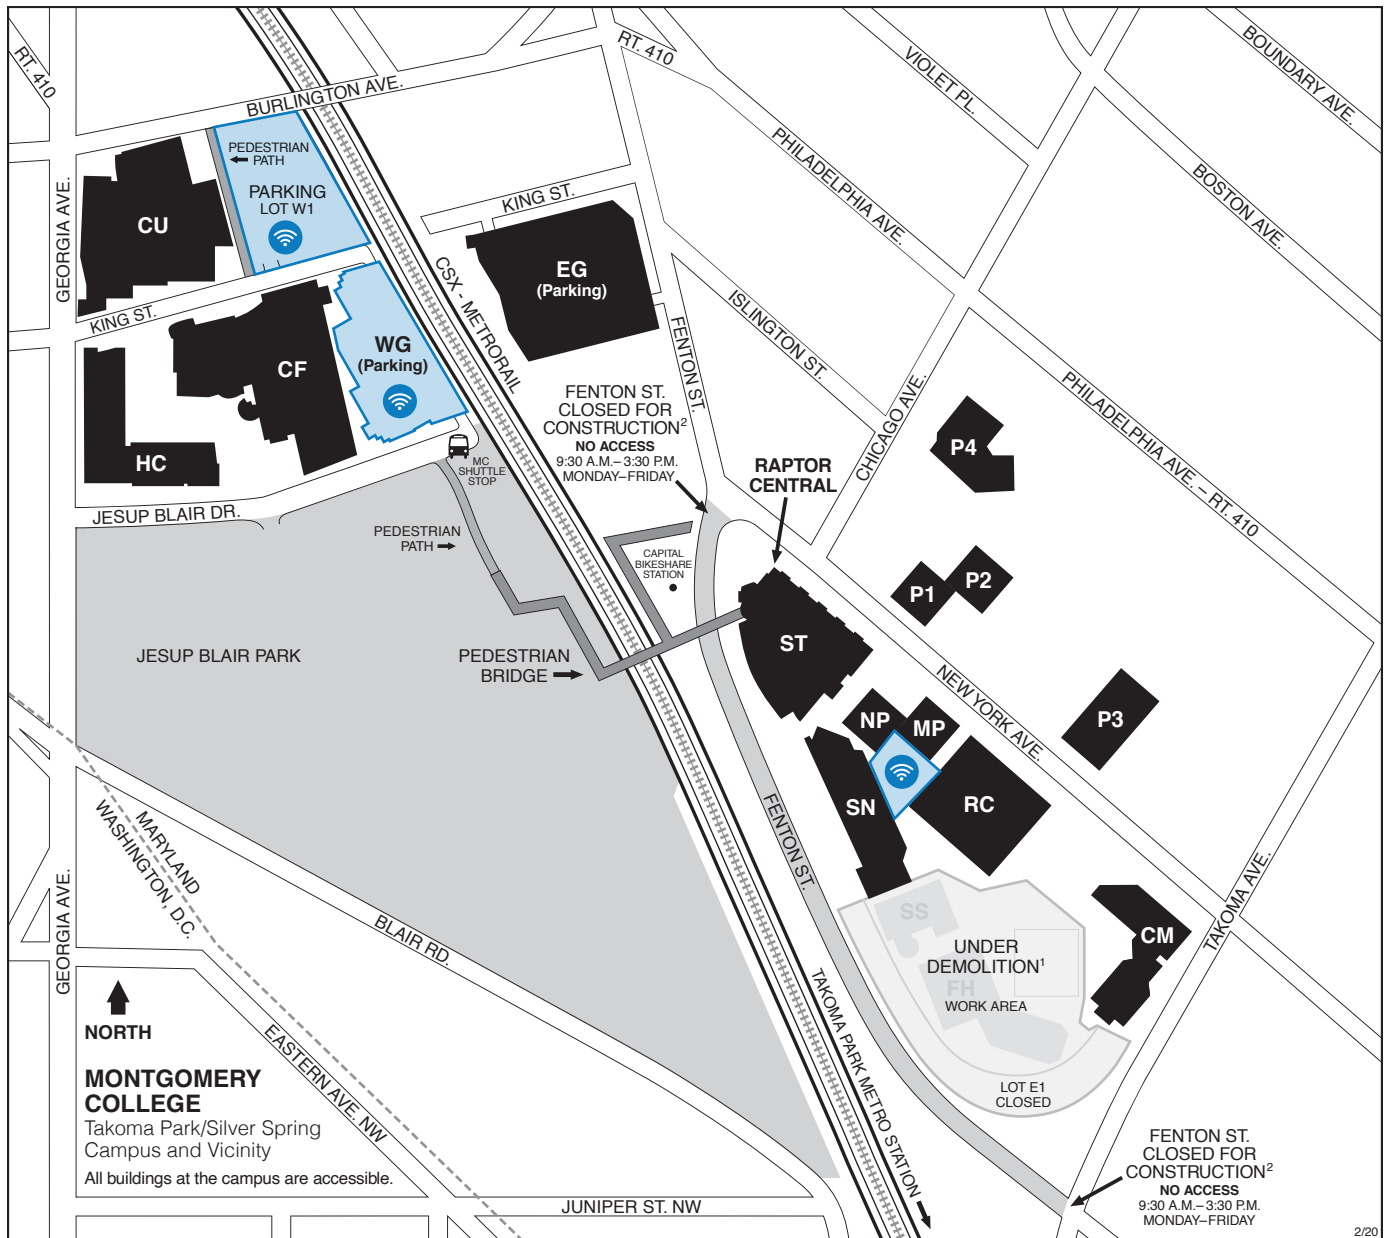 RT. 410
BURLINGTON AVE.
RT. 410
VIOLET PL.
BOUNDARY AVE.
PEDESTRIAN
PATH
PARKING
LOT W1
PHILADELPHIA AVE.
BOSTON AVE.
GEORGIA AVE.
CU
KING ST.
EG
(Parking)
CSX - METRORAIL
KING ST.
WG
(Parking)
CF
FENTON ST.
ISLINGTON ST.
CHICAGO AVE.
PHILADELPHIA AVE. – RT. 410
FENTON ST.
CLOSED FOR
CONSTRUCTION²
NO ACCESS
9:30 A.M.– 3:30 P.M.
MONDAY–FRIDAY
HC
MC
SHUTTLE
STOP
RAPTOR
CENTRAL
P4
JESUP BLAIR DR.
PEDESTRIAN
PATH
CAPITAL
BIKESHARE
STATION
P1
P2
JESUP BLAIR PARK
PEDESTRIAN
BRIDGE
ST
NEW YORK AVE.
P3
NP
MP
SN
RC
FENTON ST.
MARYLAND
WASHINGTON, D.C.
GEORGIA AVE.
BLAIR RD.
SS
UNDER
DEMOLITION¹
FH
WORK AREA
CM
TAKOMA AVE.
LOT E1
CLOSED
TAKOMA PARK METRO STATION
NORTH
EASTERN AVE. NW
MONTGOMERY
COLLEGE
Takoma Park/Silver Spring
Campus and Vicinity
All buildings at the campus are accessible.
JUNIPER ST. NW
FENTON ST.
CLOSED FOR
CONSTRUCTION²
NO ACCESS
9:30 A.M.– 3:30 P.M.
MONDAY–FRIDAY
2/20